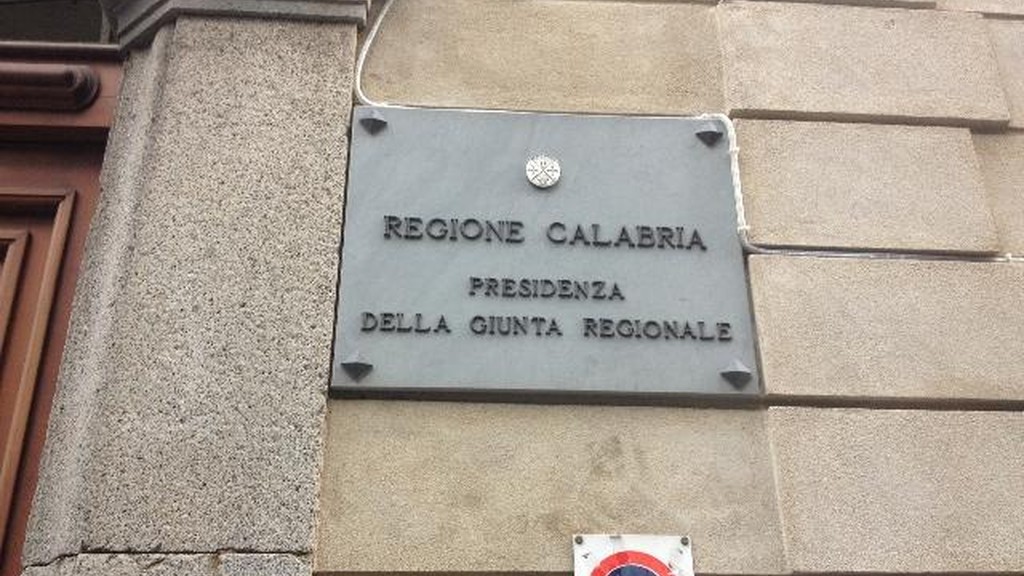 REGIONE CALABRIA
PRESIDENZA
DELLA GIUNTA REGIONALE